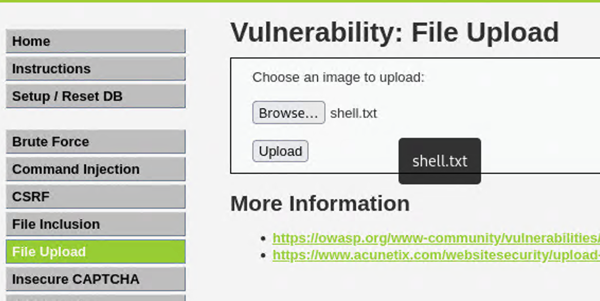 Home
Instructions
Setup / Reset DB
Brute Force
Command Injection
CSRF
File Inclusion
File Upload
Insecure CAPTCHA
Vulnerability: File Upload
Choose an image to upload:
Browse... shell.txt
Upload
shell.txt
More Information
https://owasp.org/www-community/vulnerabilities/
https://www.acunetix.com/websitesecurity/upload-